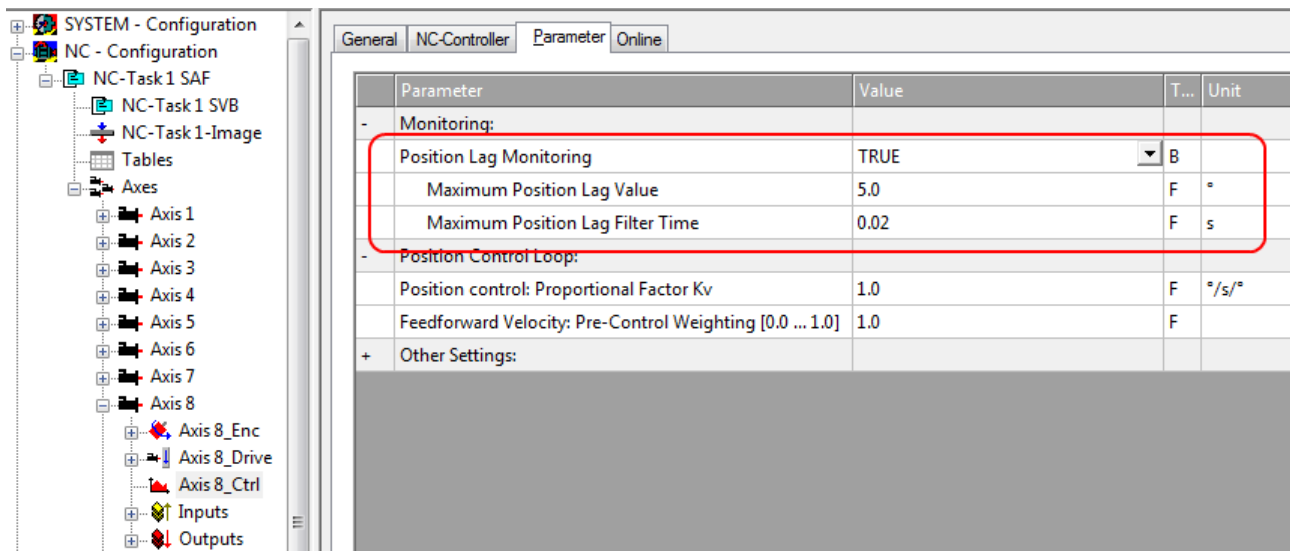 SYSTEM - Configuration
NC - Configuration
NC-Task 1 SAF
NC-Task 1 SVB
NC-Task 1-Image
Tables
Axes
Axis 1
Axis 2
Axis 3
Axis 4
Axis 5
Axis 6
Axis 7
Axis 8
Axis 8_Enc
Axis 8_Drive
Axis 8_Ctrl
Inputs
Outputs
General NC-Controller Parameter Online
Parameter Value T... Unit
- Monitoring:
Position Lag Monitoring TRUE B
Maximum Position Lag Value 5.0 F °
Maximum Position Lag Filter Time 0.02 F s
- Position Control Loop:
Position control: Proportional Factor Kv 1.0 F °/s/°
Feedforward Velocity: Pre-Control Weighting [0.0 ... 1.0] 1.0 F
+ Other Settings: